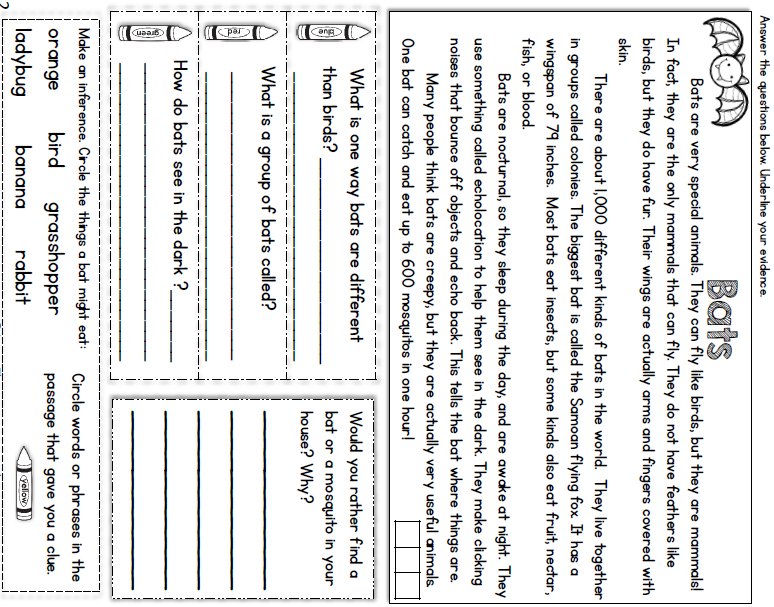 Answer the questions below. Underline your evidence.
Bats
Bats are very special animals. They can fly like birds, but they are mammals!
In fact, they are the only mammals that can fly. They do not have feathers like
birds, but they do have fur. Their wings are actually arms and fingers covered with
skin.
There are about 1,000 different kinds of bats in the world. They live together
in groups called colonies. The biggest bat is called the Samoan flying fox. It has a
wingspan of 79 inches. Most bats eat insects, but some kinds also eat fruit, nectar,
fish, or blood.
Bats are nocturnal, so they sleep during the day, and are awake at night. They
use something called echolocation to help them see in the dark. They make clicking
noises that bounce off objects and echo back. This tells the bat where things are.
Many people think bats are creepy, but they are actually very useful animals.
One bat can catch and eat up to 600 mosquitos in one hour!
blue
What is one way bats are different
than birds?
red
What is a group of bats called?
green
How do bats see in the dark ?
Would you rather find a
bat or a mosquito in your
house? Why?
Make an inference. Circle the things a bat might eat:
orange bird grasshopper
ladybug banana rabbit
Circle words or phrases in the
passage that gave you a clue.
yellow
2